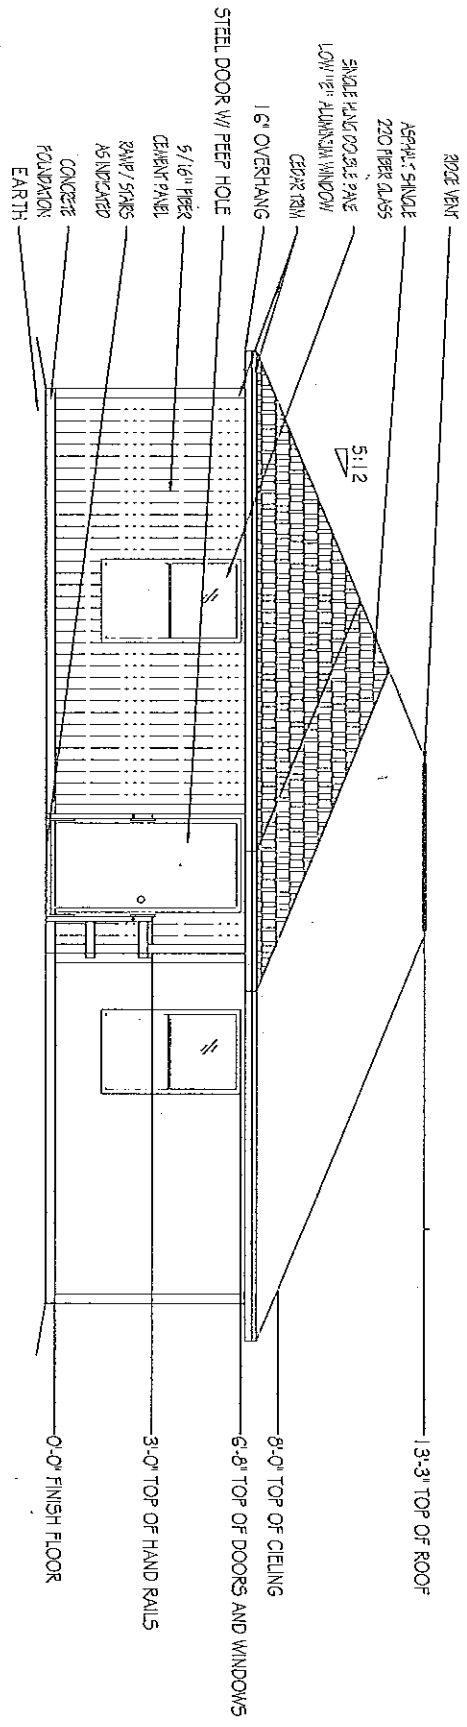 RIDGE VENT
ASPHALT SHINGLE
220 FIBER GLASS
SINGLE HUNG DOUBLE PANE
LOW "E" ALUMINUM WINDOW
CEDAR TRIM
16" OVERHANG
STEEL DOOR W/ PEEP HOLE
5/16" FIBER
CEMENT PANEL
RAMP / STAIRS
AS INDICATED
CONCRETE
FOUNDATION
EARTH
5:12
13'-3" TOP OF ROOF
8'-0" TOP OF CIELING
6'-8" TOP OF DOORS AND WINDOWS
3'-0" TOP OF HAND RAILS
0'-0" FINISH FLOOR